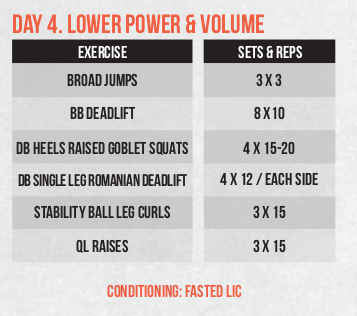 DAY 4. LOWER POWER & VOLUME
EXERCISE SETS & REPS
BROAD JUMPS 3 X 3
BB DEADLIFT 8 X 10
DB HEELS RAISED GOBLET SQUATS 4 X 15-20
DB SINGLE LEG ROMANIAN DEADLIFT 4 X 12 / EACH SIDE
STABILITY BALL LEG CURLS 3 X 15
QL RAISES 3 X 15
CONDITIONING: FASTED LIC